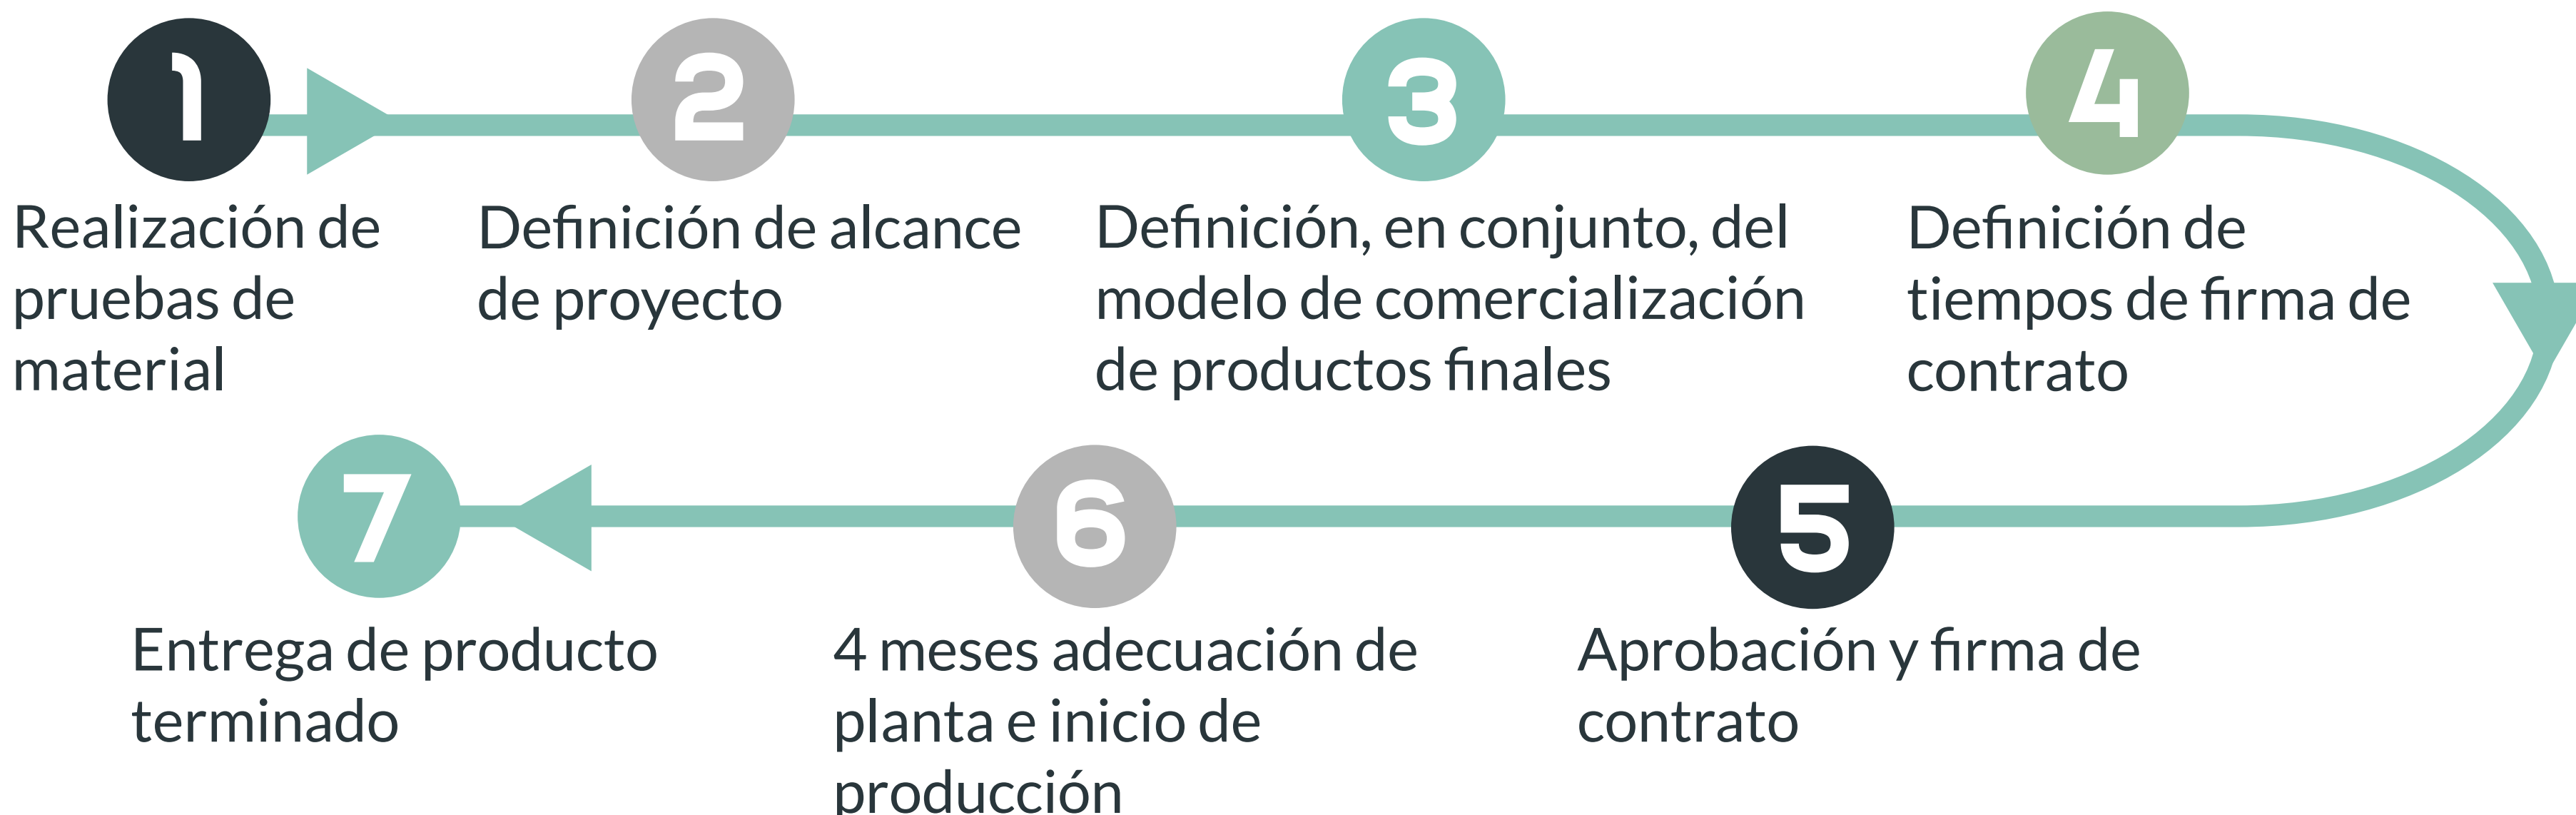 1
Realización de
pruebas de
material
2
Definición de alcance
de proyecto
3
Definición, en conjunto, del
modelo de comercialización
de productos finales
4
Definición de
tiempos de firma de
contrato
5
Aprobación y firma de
contrato
6
4 meses adecuación de
planta e inicio de
producción
7
Entrega de producto
terminado